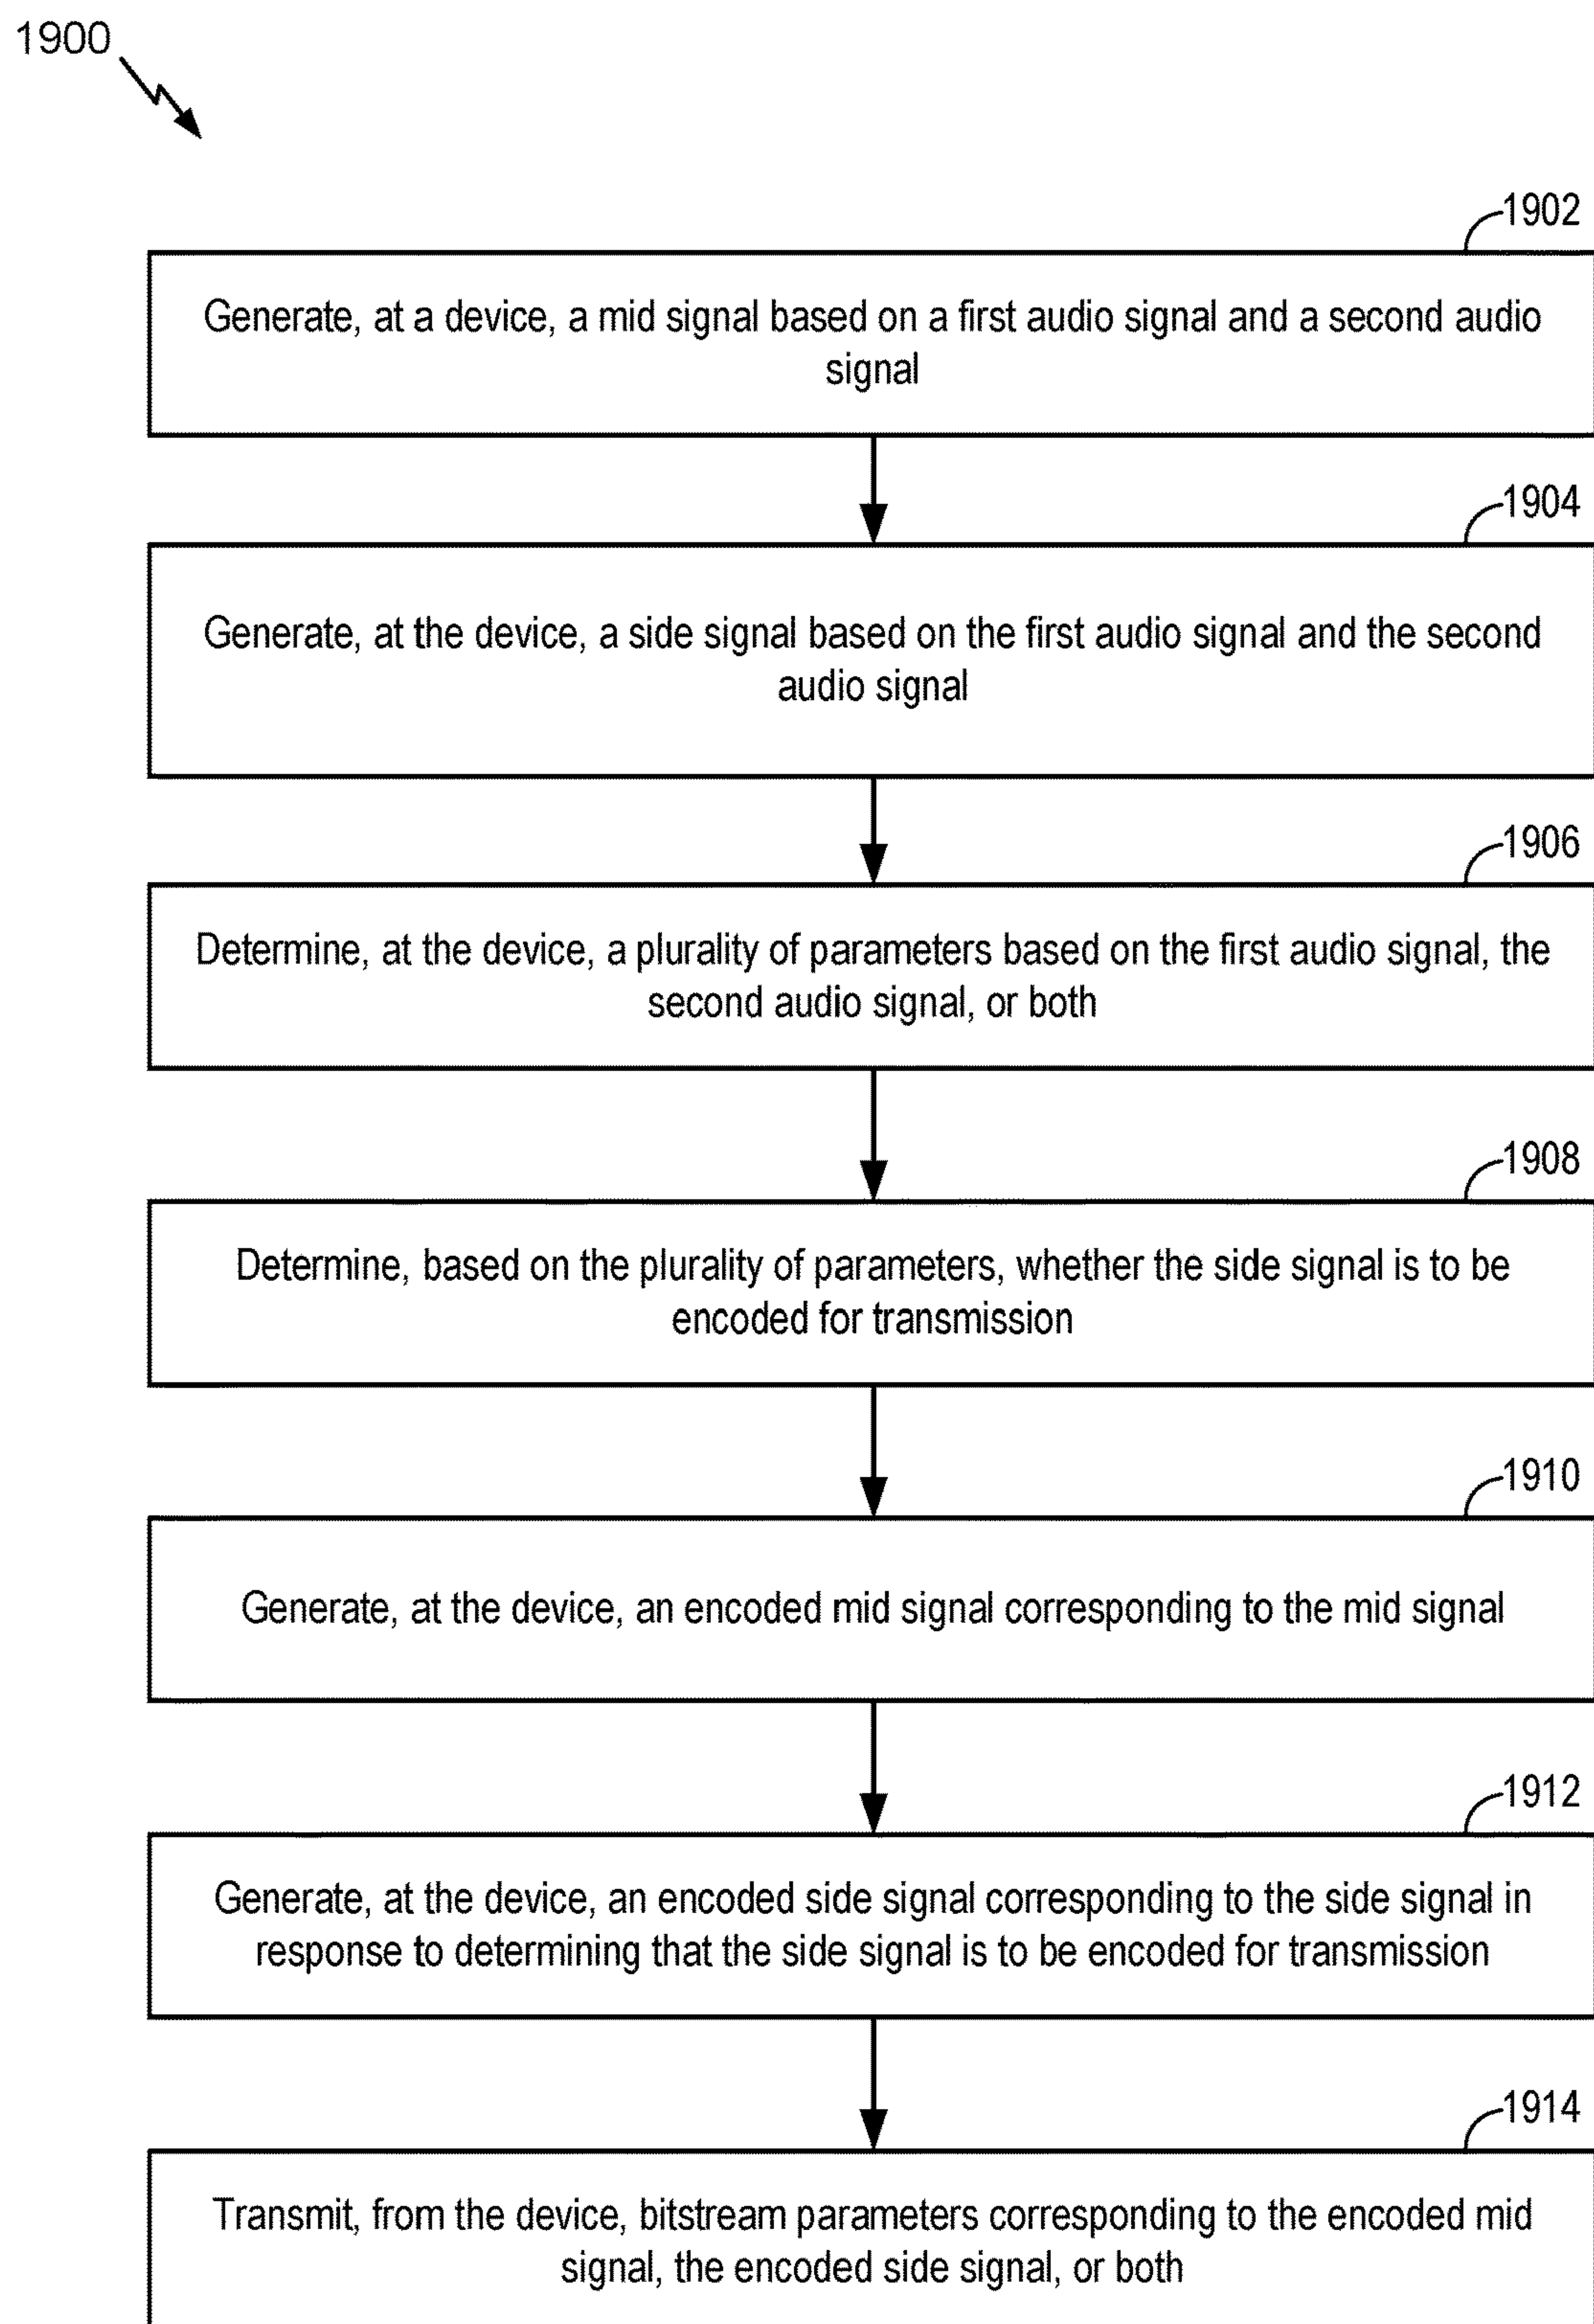 1900
1902
Generate, at a device, a mid signal based on a first audio signal and a second audio
signal
1904
Generate, at the device, a side signal based on the first audio signal and the second
audio signal
1906
Determine, at the device, a plurality of parameters based on the first audio signal, the
second audio signal, or both
1908
Determine, based on the plurality of parameters, whether the side signal is to be
encoded for transmission
1910
Generate, at the device, an encoded mid signal corresponding to the mid signal
1912
Generate, at the device, an encoded side signal corresponding to the side signal in
response to determining that the side signal is to be encoded for transmission
1914
Transmit, from the device, bitstream parameters corresponding to the encoded mid
signal, the encoded side signal, or both